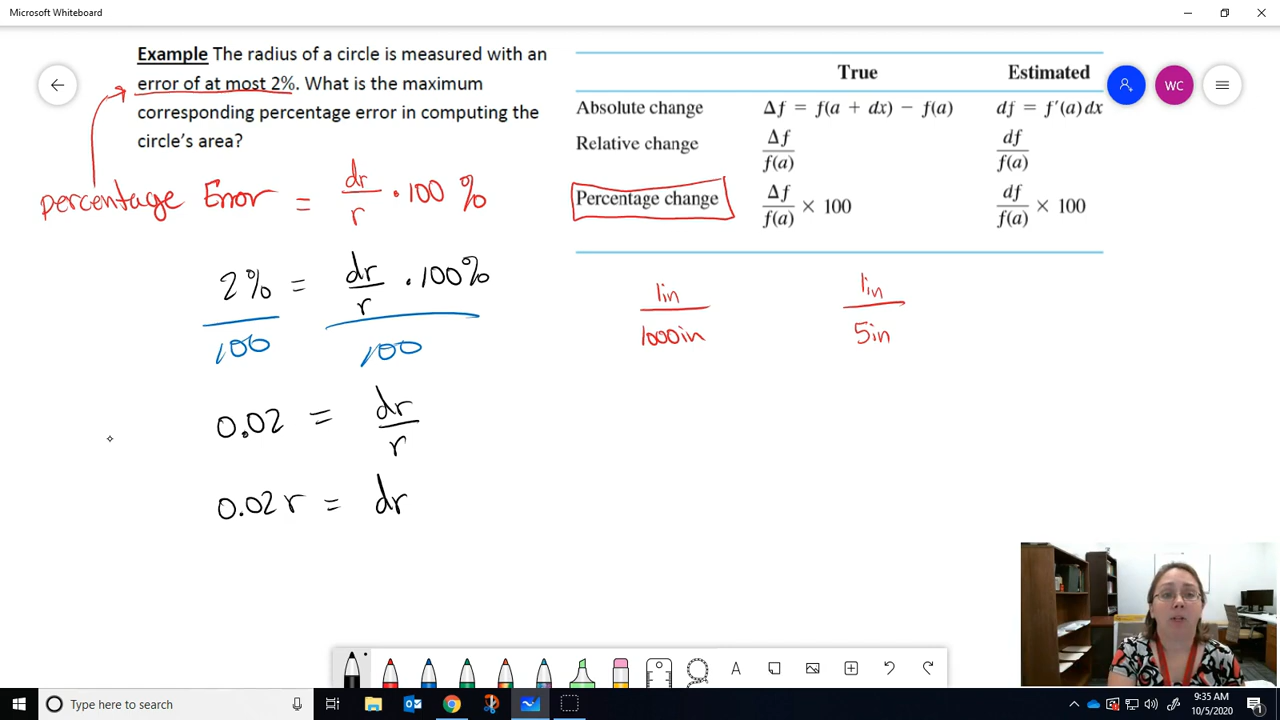 Microsoft Whiteboard
Example The radius of a circle is measured with an
error of at most 2%. What is the maximum
corresponding percentage error in computing the
circle's area?
percentage Error = dr/r · 100 %
2% = dr/r · 100%
100 100
0.02 = dr/r
0.02r = dr
True Estimated
Absolute change Δf = f(a + dx) − f(a) df = f′(a) dx
Relative change Δf/f(a) df/f(a)
Percentage change Δf/f(a) × 100 df/f(a) × 100
1in/1000in 1in/5in
WC
A
Type here to search
9:35 AM
10/5/2020
1